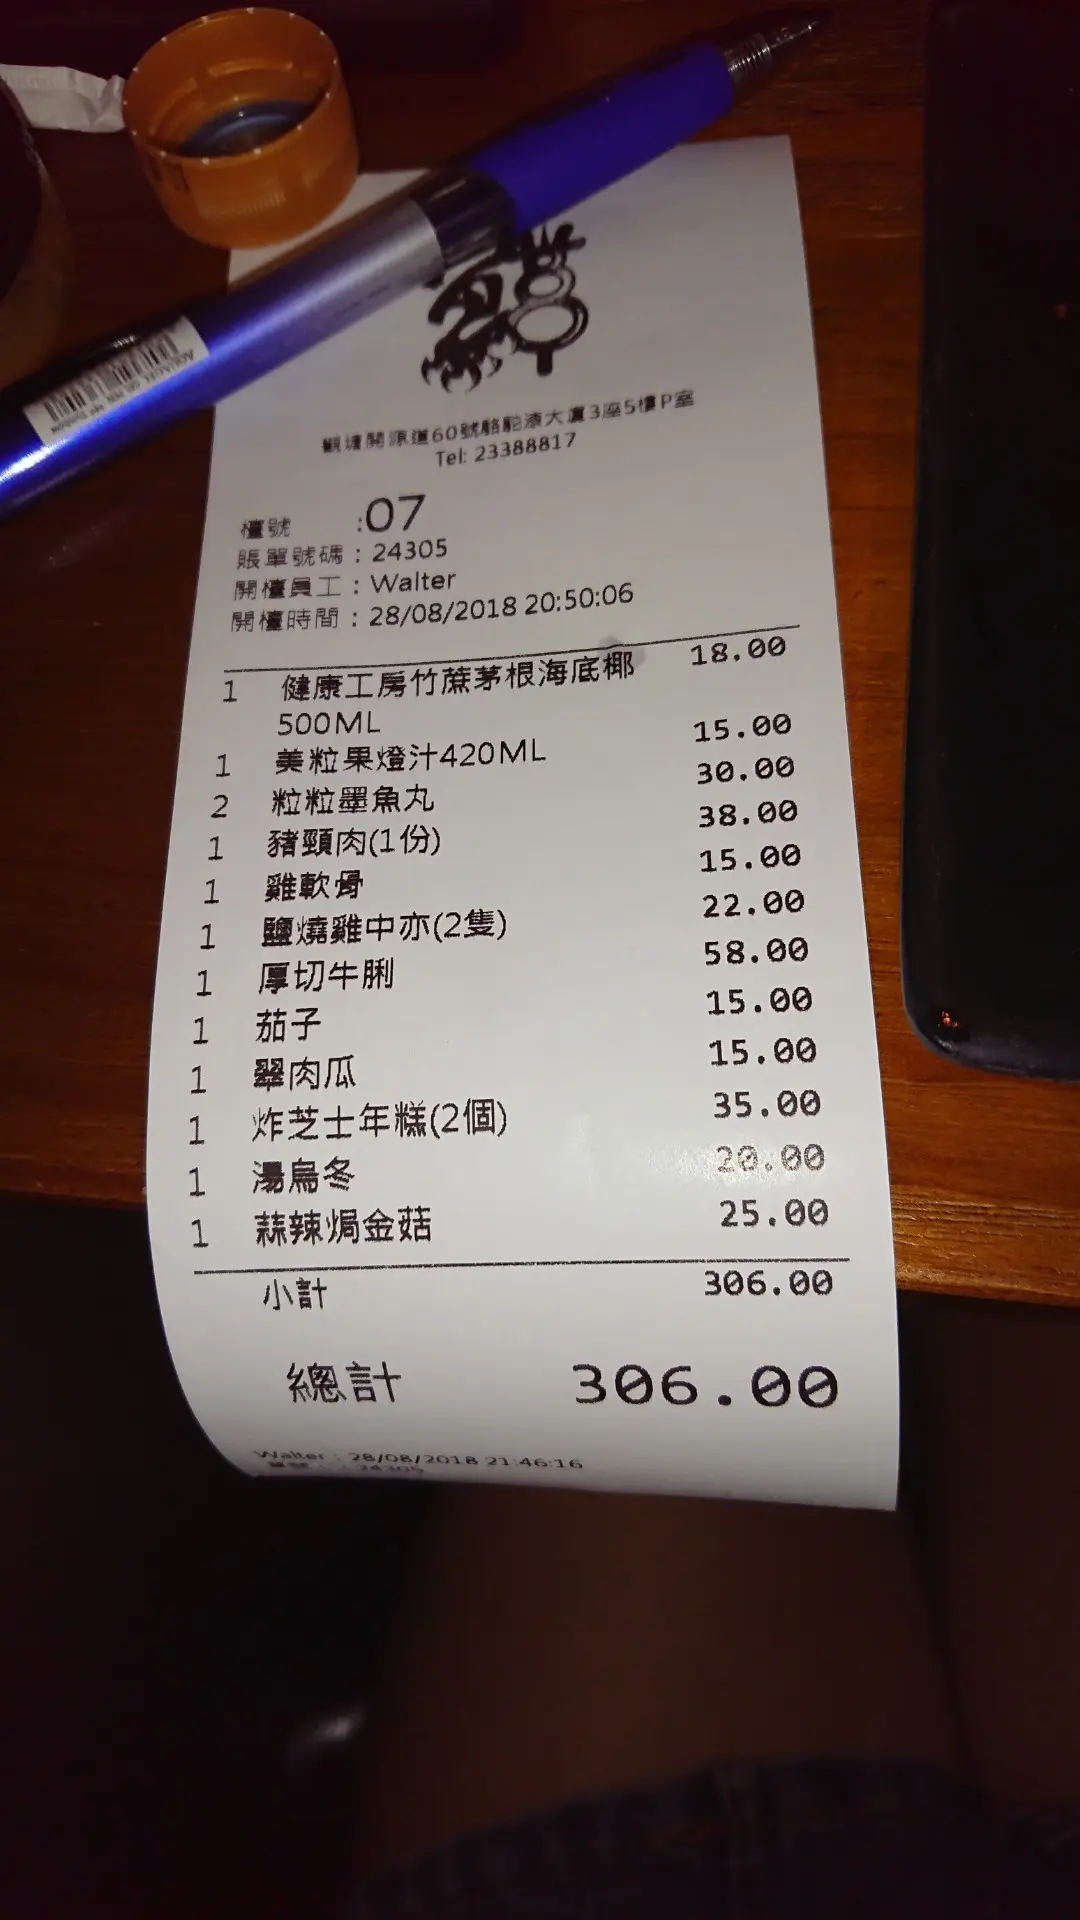 觀塘開源道60號駱駝漆大廈3座5樓P室
Tel: 23388817
檯號 :07
賬單號碼 : 24305
開檯員工 : Walter
開檯時間 : 28/08/2018 20:50:06
1 健康工房竹蔗茅根海底椰 18.00
500ML
1 美粒果燈汁420ML 15.00
2 粒粒墨魚丸 30.00
1 豬頸肉(1份) 38.00
1 雞軟骨 15.00
1 鹽燒雞中亦(2隻) 22.00
1 厚切牛脷 58.00
1 茄子 15.00
1 翠肉瓜 15.00
1 炸芝士年糕(2個) 35.00
1 湯烏冬 20.00
1 蒜辣焗金菇 25.00
小計 306.00
總計 306.00
Walter : 28/08/2018 21:46:16
單號 : 24305